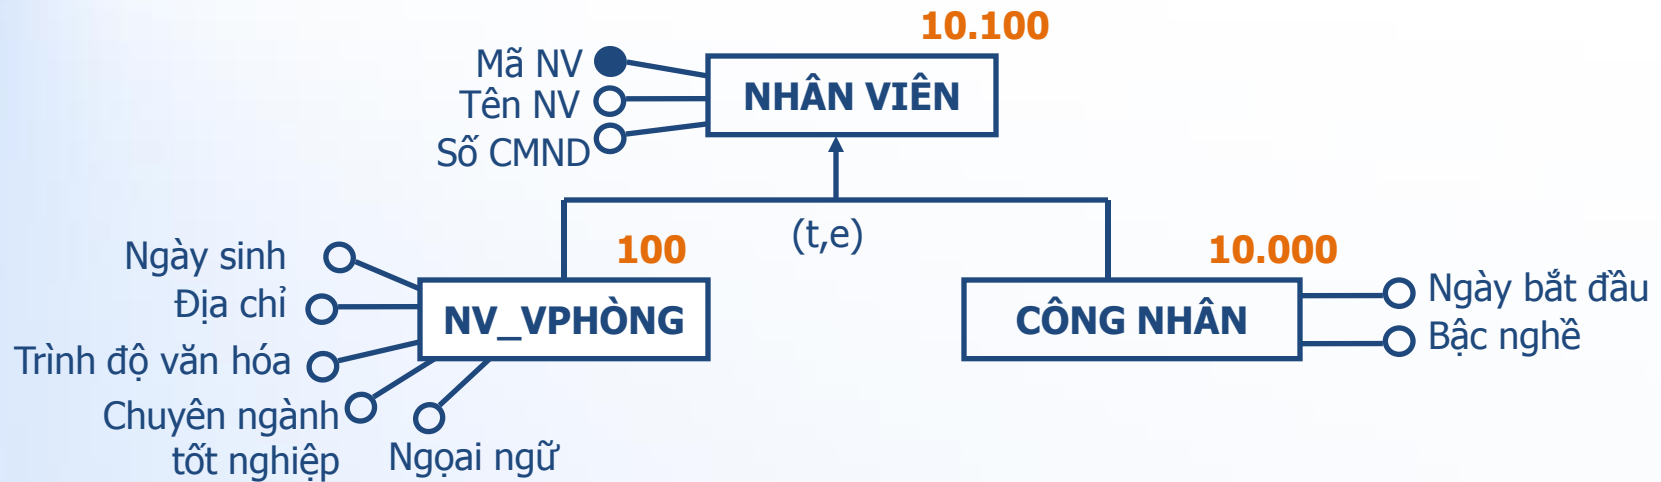 10.100
Mã NV
NHÂN VIÊN
Tên NV
Số CMND
(t,e)
100
10.000
Ngày sinh
Địa chỉ
NV_VPHÒNG
CÔNG NHÂN
Ngày bắt đầu
Bậc nghề
Trình độ văn hóa
Chuyên ngành
tốt nghiệp
Ngọai ngữ